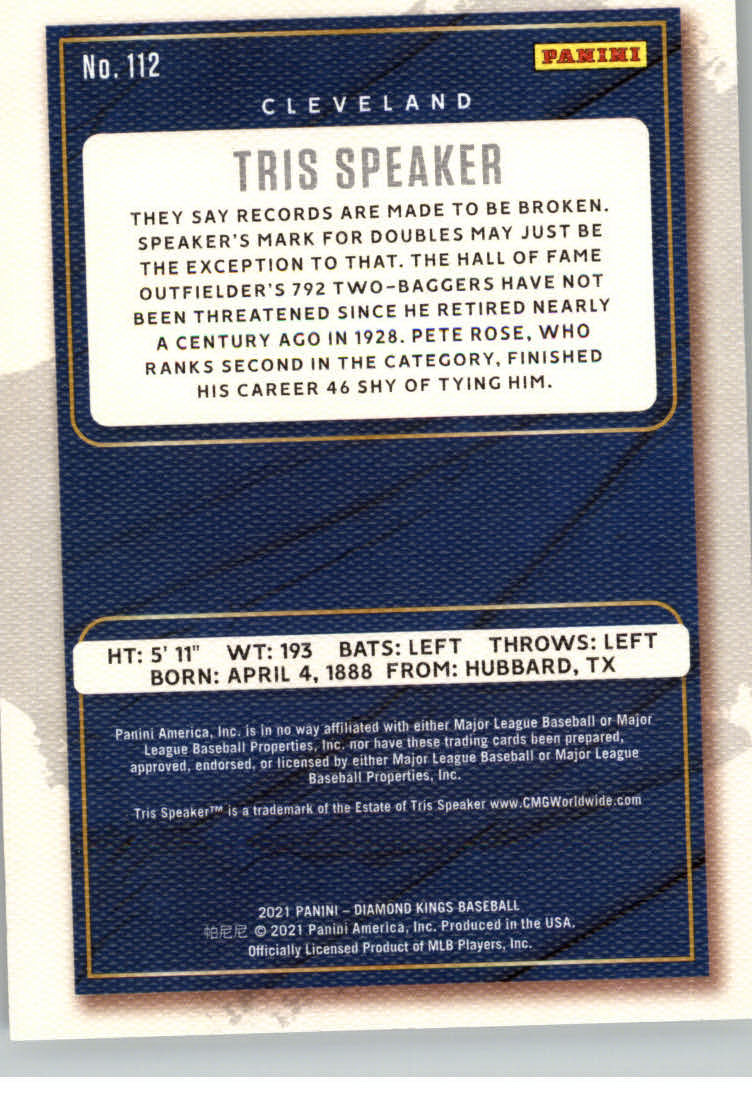 No. 112
PANINI
CLEVELAND
TRIS SPEAKER
THEY SAY RECORDS ARE MADE TO BE BROKEN.
SPEAKER'S MARK FOR DOUBLES MAY JUST BE
THE EXCEPTION TO THAT. THE HALL OF FAME
OUTFIELDER'S 792 TWO-BAGGERS HAVE NOT
BEEN THREATENED SINCE HE RETIRED NEARLY
A CENTURY AGO IN 1928. PETE ROSE, WHO
RANKS SECOND IN THE CATEGORY, FINISHED
HIS CAREER 46 SHY OF TYING HIM.
HT: 5' 11" WT: 193 BATS: LEFT THROWS: LEFT
BORN: APRIL 4, 1888 FROM: HUBBARD, TX
Panini America, Inc. is in no way affiliated with either Major League Baseball or Major
League Baseball Properties, Inc. nor have these trading cards been prepared,
approved, endorsed, or licensed by either Major League Baseball or Major League
Baseball Properties, Inc.
Tris Speaker™ is a trademark of the Estate of Tris Speaker www.CMGWorldwide.com
2021 PANINI – DIAMOND KINGS BASEBALL
帕尼尼 © 2021 Panini America, Inc. Produced in the USA.
Officially Licensed Product of MLB Players, Inc.